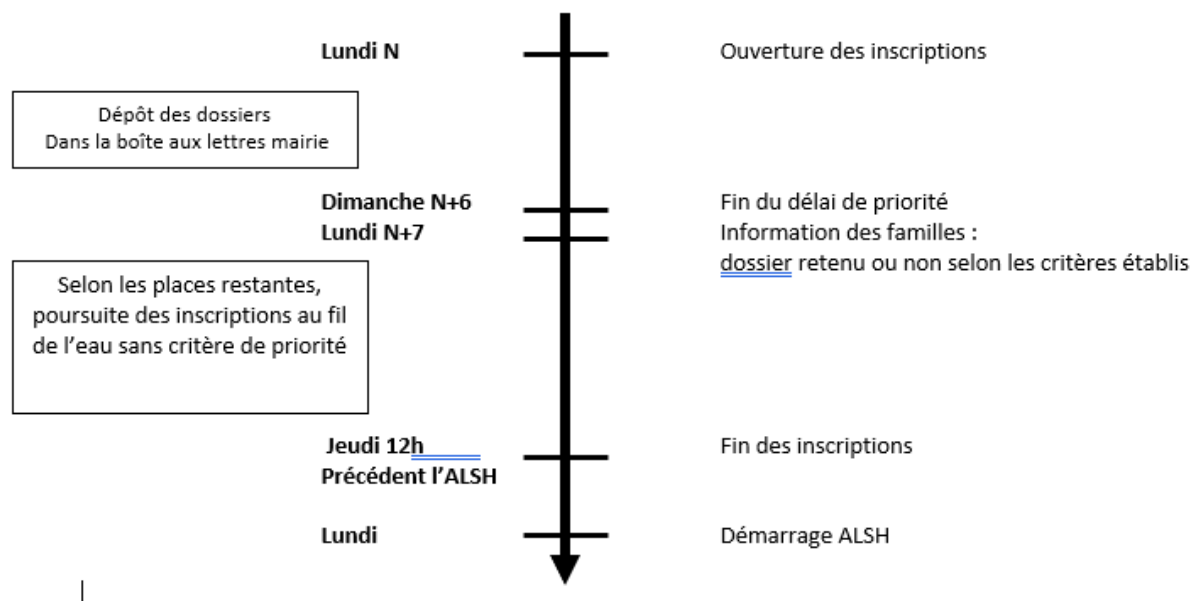 Lundi N
Ouverture des inscriptions
Dépôt des dossiers
Dans la boîte aux lettres mairie
Dimanche N+6
Fin du délai de priorité
Lundi N+7
Information des familles :
dossier retenu ou non selon les critères établis
Selon les places restantes,
poursuite des inscriptions au fil
de l'eau sans critère de priorité
Jeudi 12h
Fin des inscriptions
Précédent l'ALSH
Lundi
Démarrage ALSH